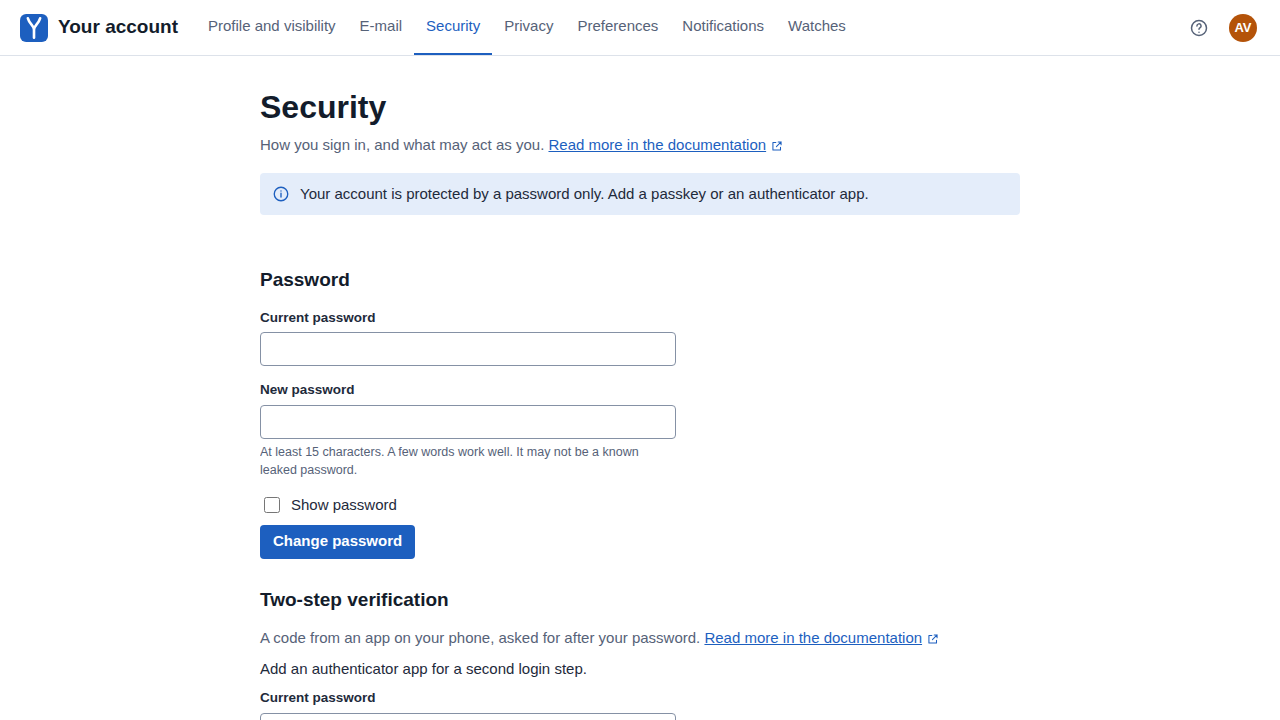 Your account
Profile and visibility
E-mail
Security
Privacy
Preferences
Notifications
Watches
AV
Security
How you sign in, and what may act as you. Read more in the documentation
Your account is protected by a password only. Add a passkey or an authenticator app.
Password
Current password
New password
At least 15 characters. A few words work well. It may not be a known
leaked password.
Show password
Change password
Two-step verification
A code from an app on your phone, asked for after your password. Read more in the documentation
Add an authenticator app for a second login step.
Current password